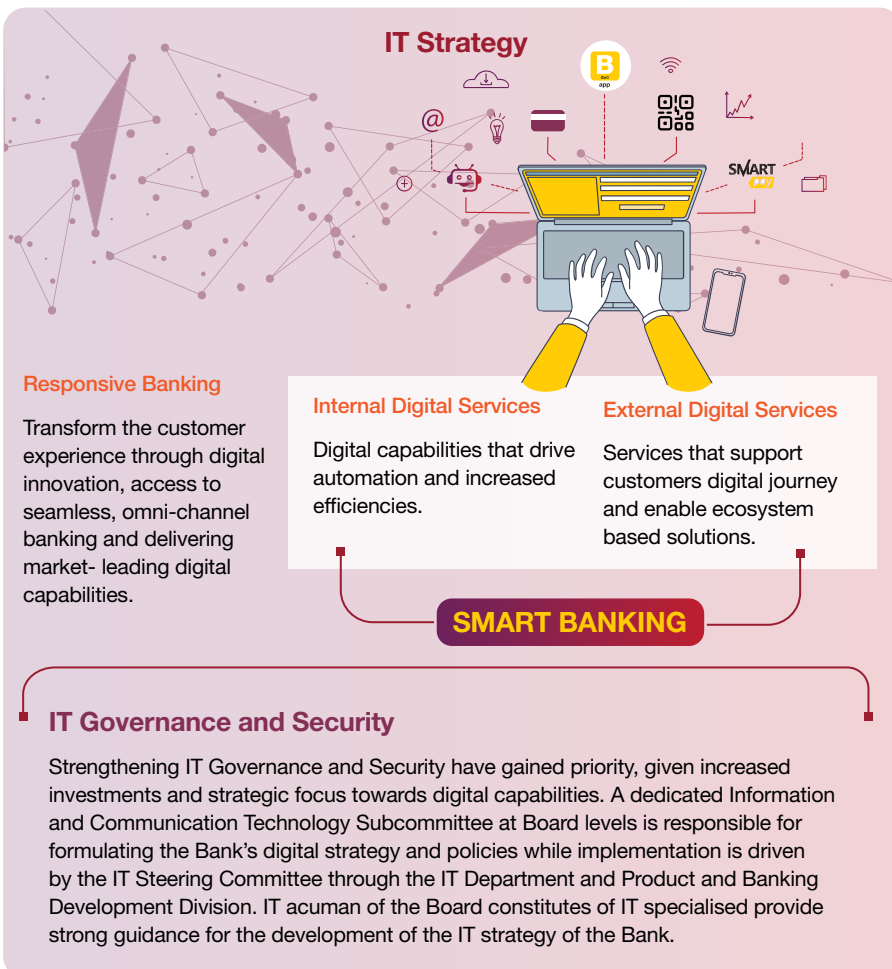 IT Strategy
B
BoC
app
@
SMART
PAY
Responsive Banking
Transform the customer
experience through digital
innovation, access to
seamless, omni-channel
banking and delivering
market- leading digital
capabilities.
Internal Digital Services
Digital capabilities that drive
automation and increased
efficiencies.
External Digital Services
Services that support
customers digital journey
and enable ecosystem
based solutions.
SMART BANKING
IT Governance and Security
Strengthening IT Governance and Security have gained priority, given increased
investments and strategic focus towards digital capabilities. A dedicated Information
and Communication Technology Subcommittee at Board levels is responsible for
formulating the Bank’s digital strategy and policies while implementation is driven
by the IT Steering Committee through the IT Department and Product and Banking
Development Division. IT acuman of the Board constitutes of IT specialised provide
strong guidance for the development of the IT strategy of the Bank.